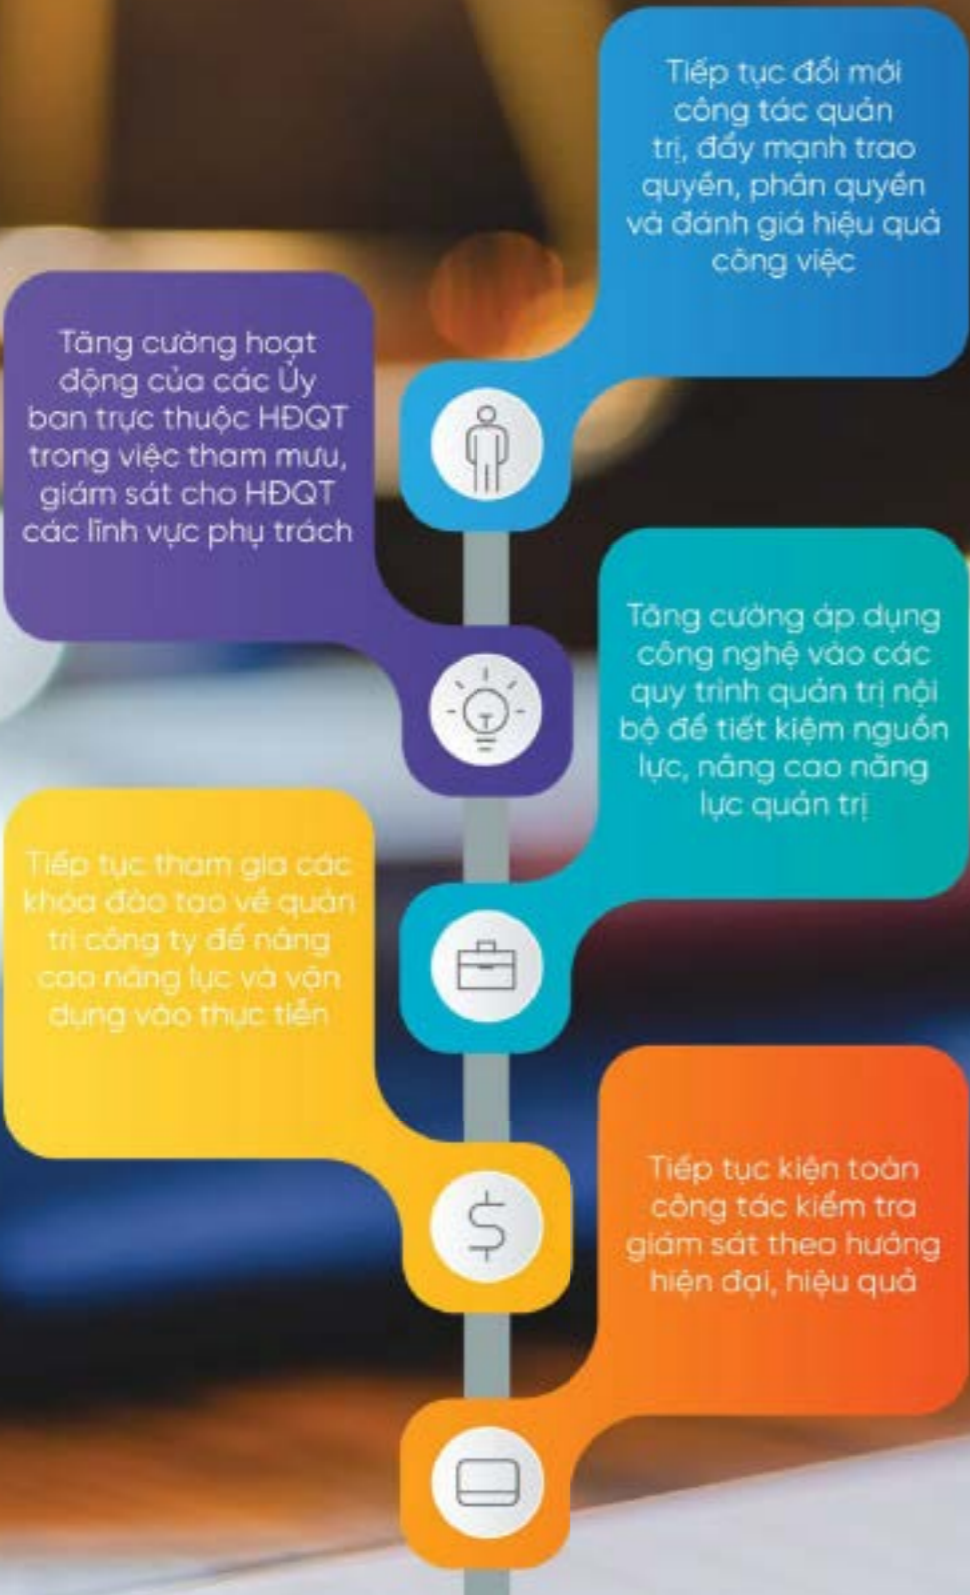 Tiếp tục đổi mới
công tác quản
trị, đẩy mạnh trao
quyền, phân quyền
và đánh giá hiệu quả
công việc
Tăng cường hoạt
động của các Ủy
ban trực thuộc HĐQT
trong việc tham mưu,
giám sát cho HĐQT
các lĩnh vực phụ trách
Tăng cường áp dụng
công nghệ vào các
quy trình quản trị nội
bộ để tiết kiệm nguồn
lực, nâng cao năng
lực quản trị
Tiếp tục tham gia các
khóa đào tạo về quản
trị công ty để nâng
cao năng lực và vận
dụng vào thực tiễn
Tiếp tục kiện toàn
công tác kiểm tra
giám sát theo hướng
hiện đại, hiệu quả